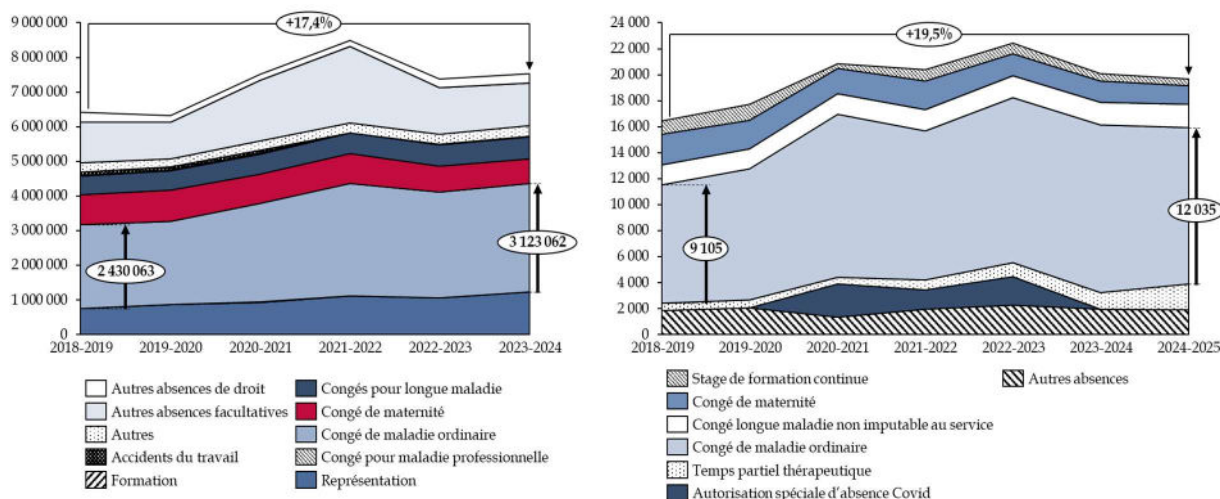 9 000 000
8 000 000
7 000 000
6 000 000
5 000 000
4 000 000
3 000 000
2 000 000
1 000 000
0
+17,4%
2 430 063
3 123 062
2018-2019 2019-2020 2020-2021 2021-2022 2022-2023 2023-2024
Autres absences de droit
Autres absences facultatives
Autres
Accidents du travail
Formation
Congés pour longue maladie
Congé de maternité
Congé de maladie ordinaire
Congé pour maladie professionnelle
Représentation
24 000
22 000
20 000
18 000
16 000
14 000
12 000
10 000
8 000
6 000
4 000
2 000
0
+19,5%
9 105
12 035
2018-2019 2019-2020 2020-2021 2021-2022 2022-2023 2023-2024 2024-2025
Stage de formation continue
Congé de maternité
Congé longue maladie non imputable au service
Congé de maladie ordinaire
Temps partiel thérapeutique
Autorisation spéciale d'absence Covid
Autres absences